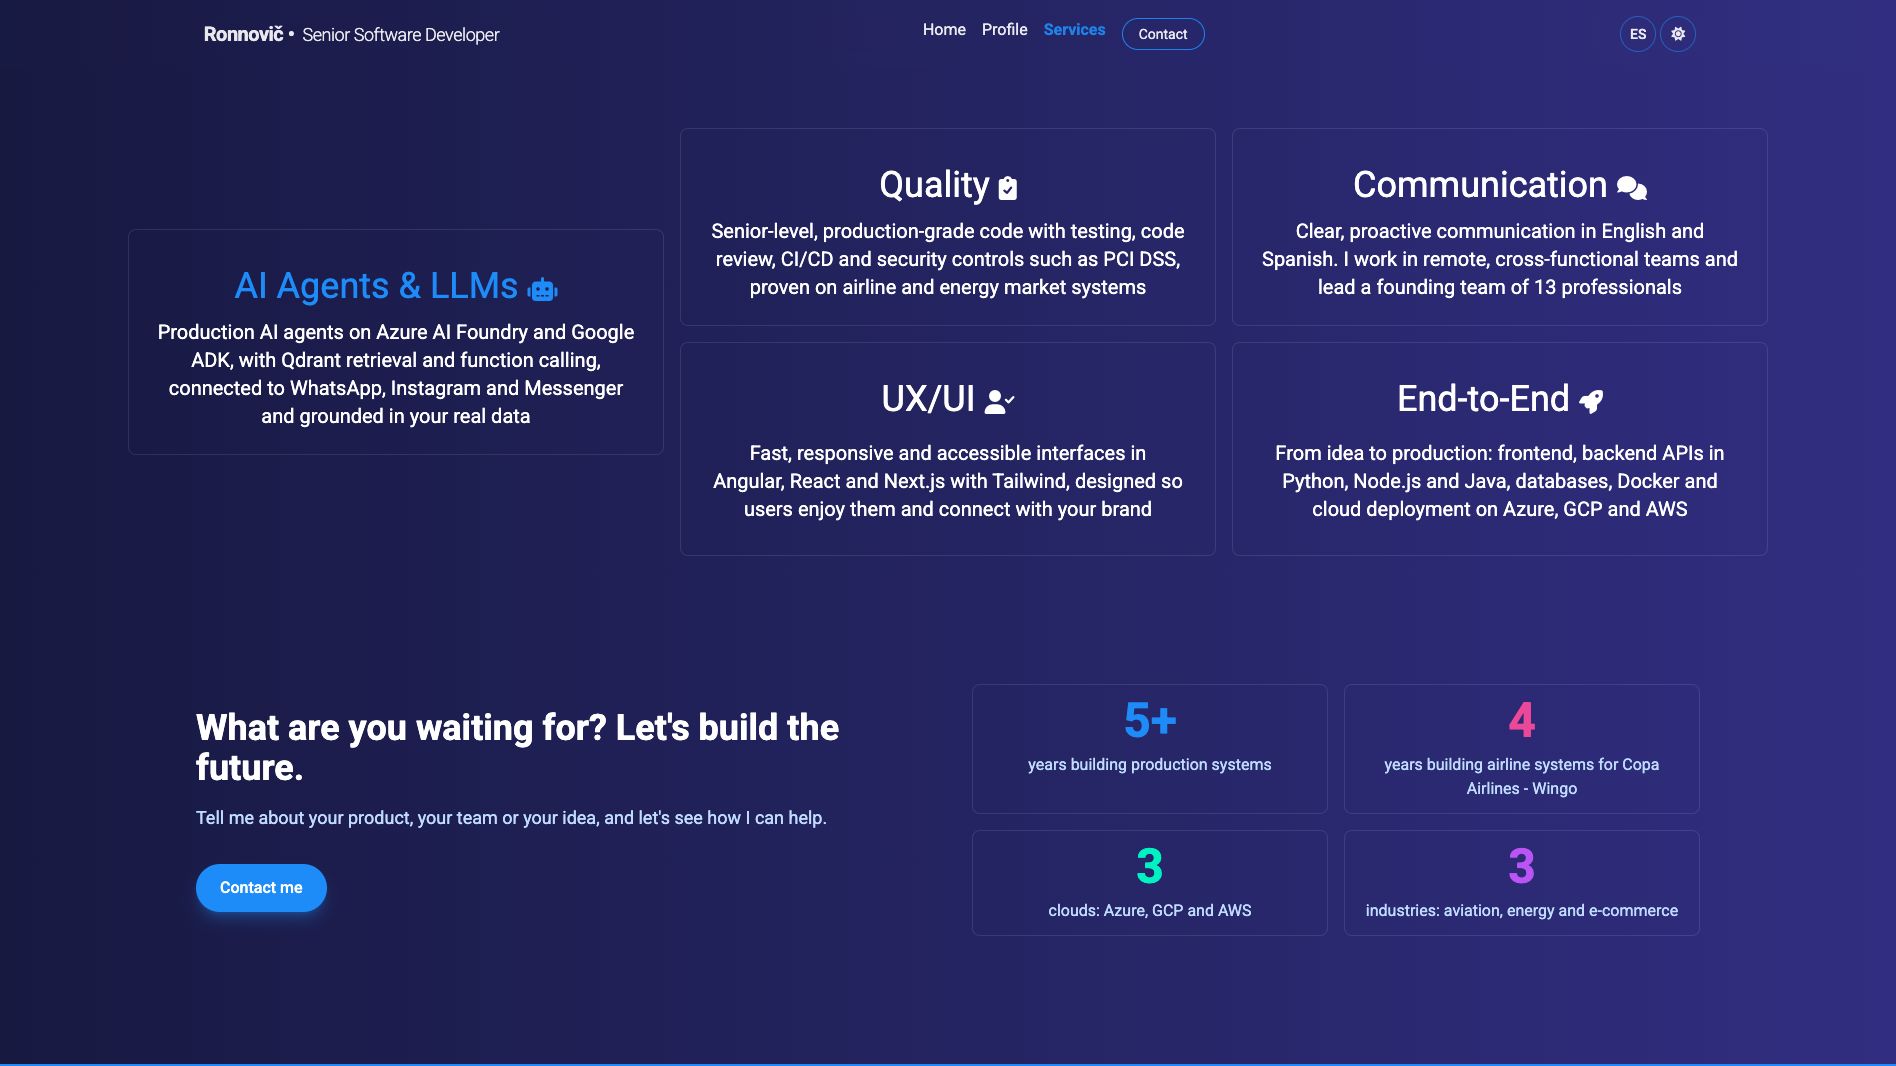 Ronnovič • Senior Software Developer
Home Profile Services Contact
ES
AI Agents & LLMs
Production AI agents on Azure AI Foundry and Google
ADK, with Qdrant retrieval and function calling,
connected to WhatsApp, Instagram and Messenger
and grounded in your real data
Quality
Senior-level, production-grade code with testing, code
review, CI/CD and security controls such as PCI DSS,
proven on airline and energy market systems
Communication
Clear, proactive communication in English and
Spanish. I work in remote, cross-functional teams and
lead a founding team of 13 professionals
UX/UI
Fast, responsive and accessible interfaces in
Angular, React and Next.js with Tailwind, designed so
users enjoy them and connect with your brand
End-to-End
From idea to production: frontend, backend APIs in
Python, Node.js and Java, databases, Docker and
cloud deployment on Azure, GCP and AWS
What are you waiting for? Let's build the
future.
Tell me about your product, your team or your idea, and let's see how I can help.
Contact me
5+
years building production systems
4
years building airline systems for Copa
Airlines - Wingo
3
clouds: Azure, GCP and AWS
3
industries: aviation, energy and e-commerce